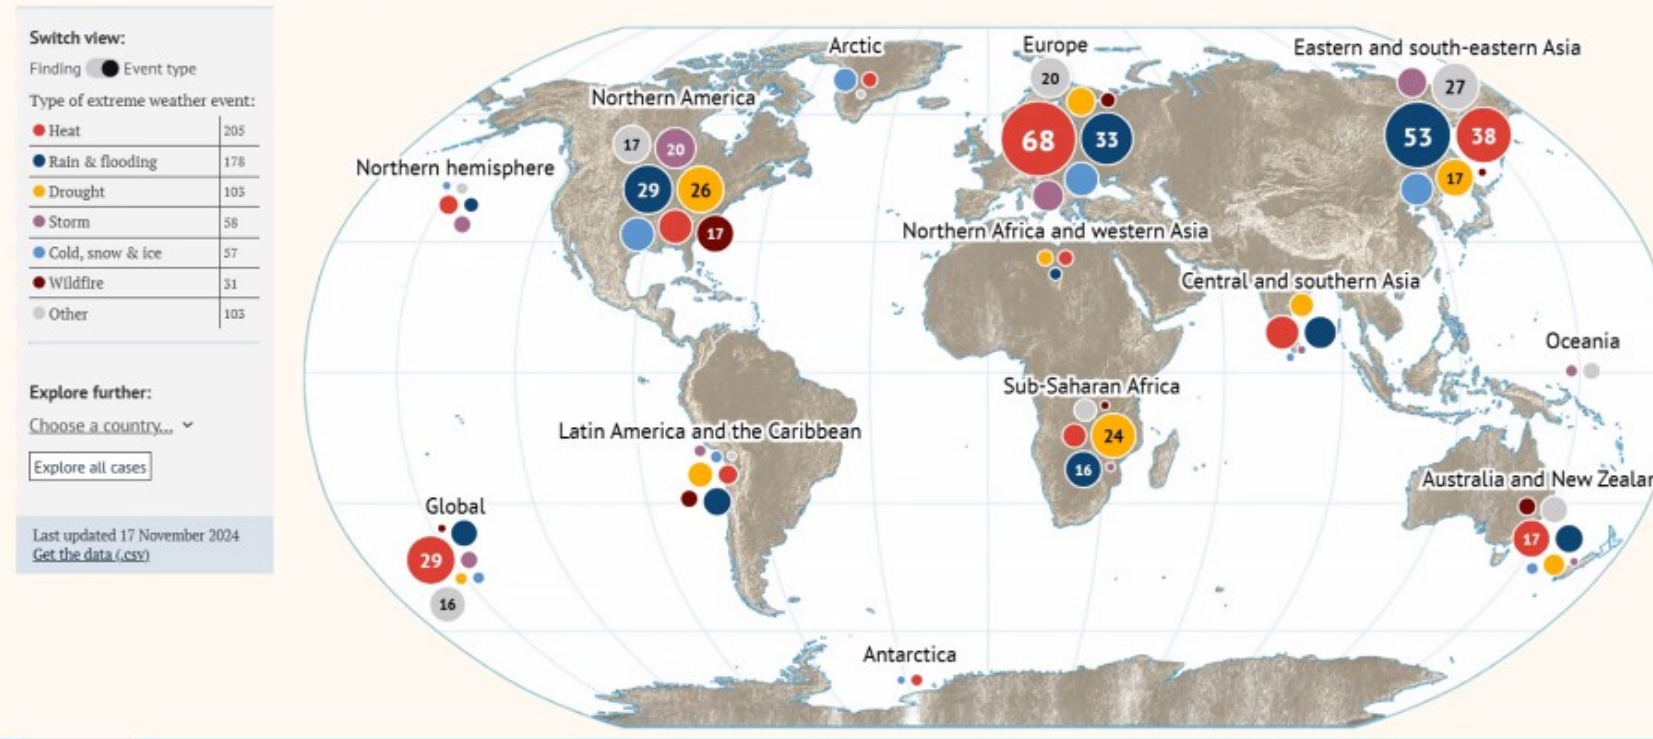 Switch view:
Finding Event type
Type of extreme weather event:
Heat 205
Rain & flooding 178
Drought 103
Storm 58
Cold, snow & ice 57
Wildfire 31
Other 103
Explore further:
Choose a country...
Explore all cases
Last updated 17 November 2024
Get the data (.csv)
Arctic
Europe
20
68
33
Eastern and south-eastern Asia
27
53
38
17
Northern America
17
20
29
26
17
Northern hemisphere
Northern Africa and western Asia
Central and southern Asia
Oceania
Sub-Saharan Africa
24
16
Latin America and the Caribbean
Australia and New Zealar
17
Global
29
16
Antarctica